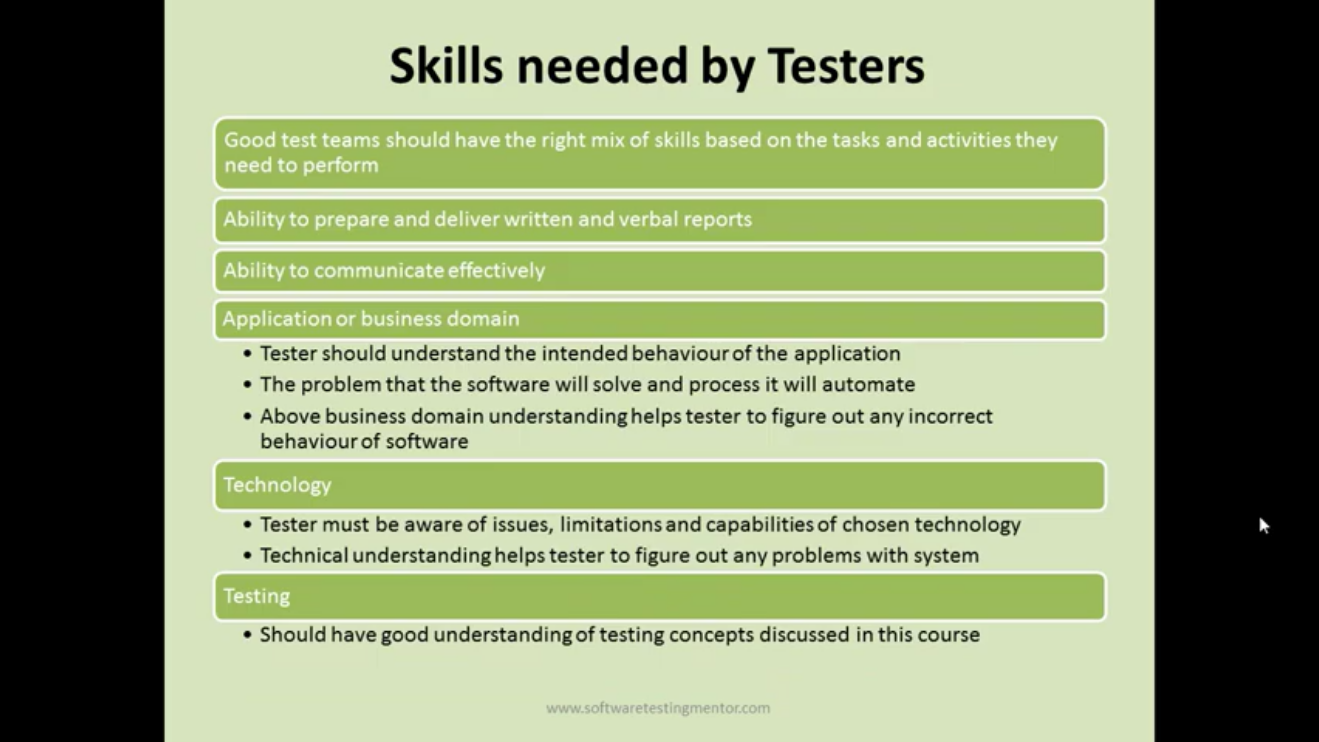 Skills needed by Testers
Good test teams should have the right mix of skills based on the tasks and activities they
need to perform
Ability to prepare and deliver written and verbal reports
Ability to communicate effectively
Application or business domain
• Tester should understand the intended behaviour of the application
• The problem that the software will solve and process it will automate
• Above business domain understanding helps tester to figure out any incorrect
behaviour of software
Technology
• Tester must be aware of issues, limitations and capabilities of chosen technology
• Technical understanding helps tester to figure out any problems with system
Testing
• Should have good understanding of testing concepts discussed in this course
www.softwaretestingmentor.com